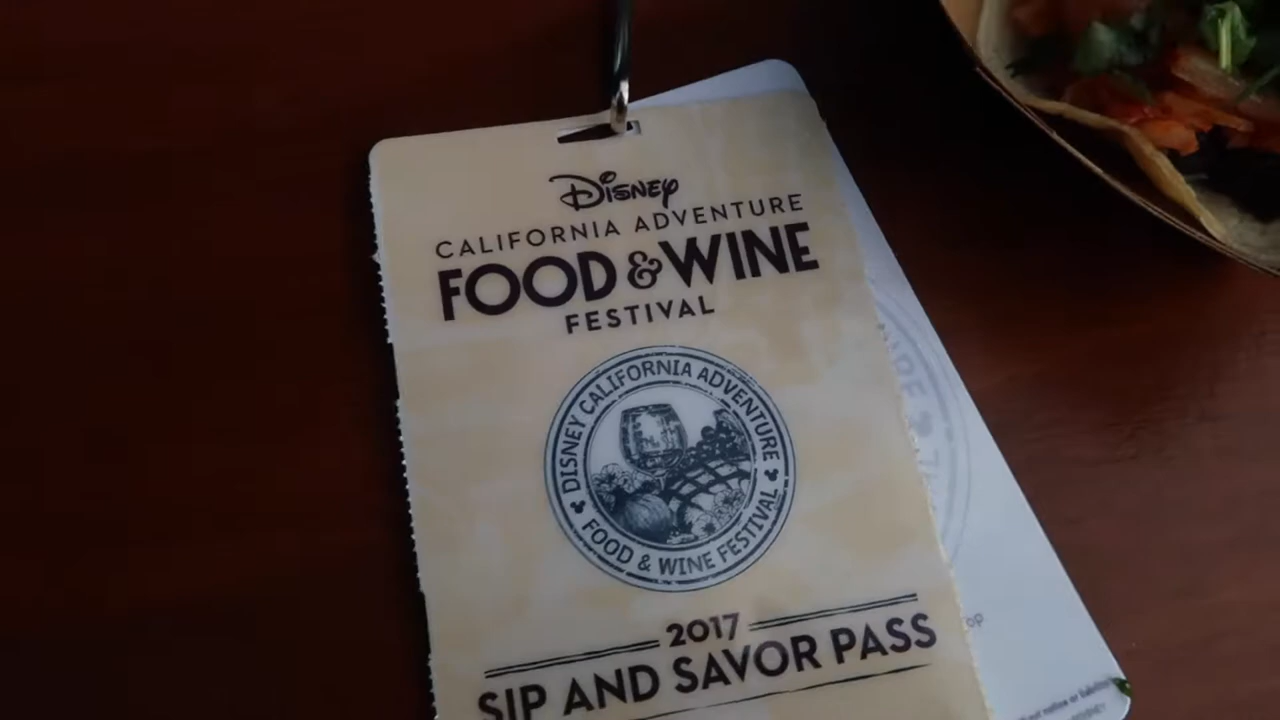 Disney
CALIFORNIA ADVENTURE
FOOD & WINE
FESTIVAL
DISNEY CALIFORNIA ADVENTURE
FOOD & WINE FESTIVAL
2017
SIP AND SAVOR PASS